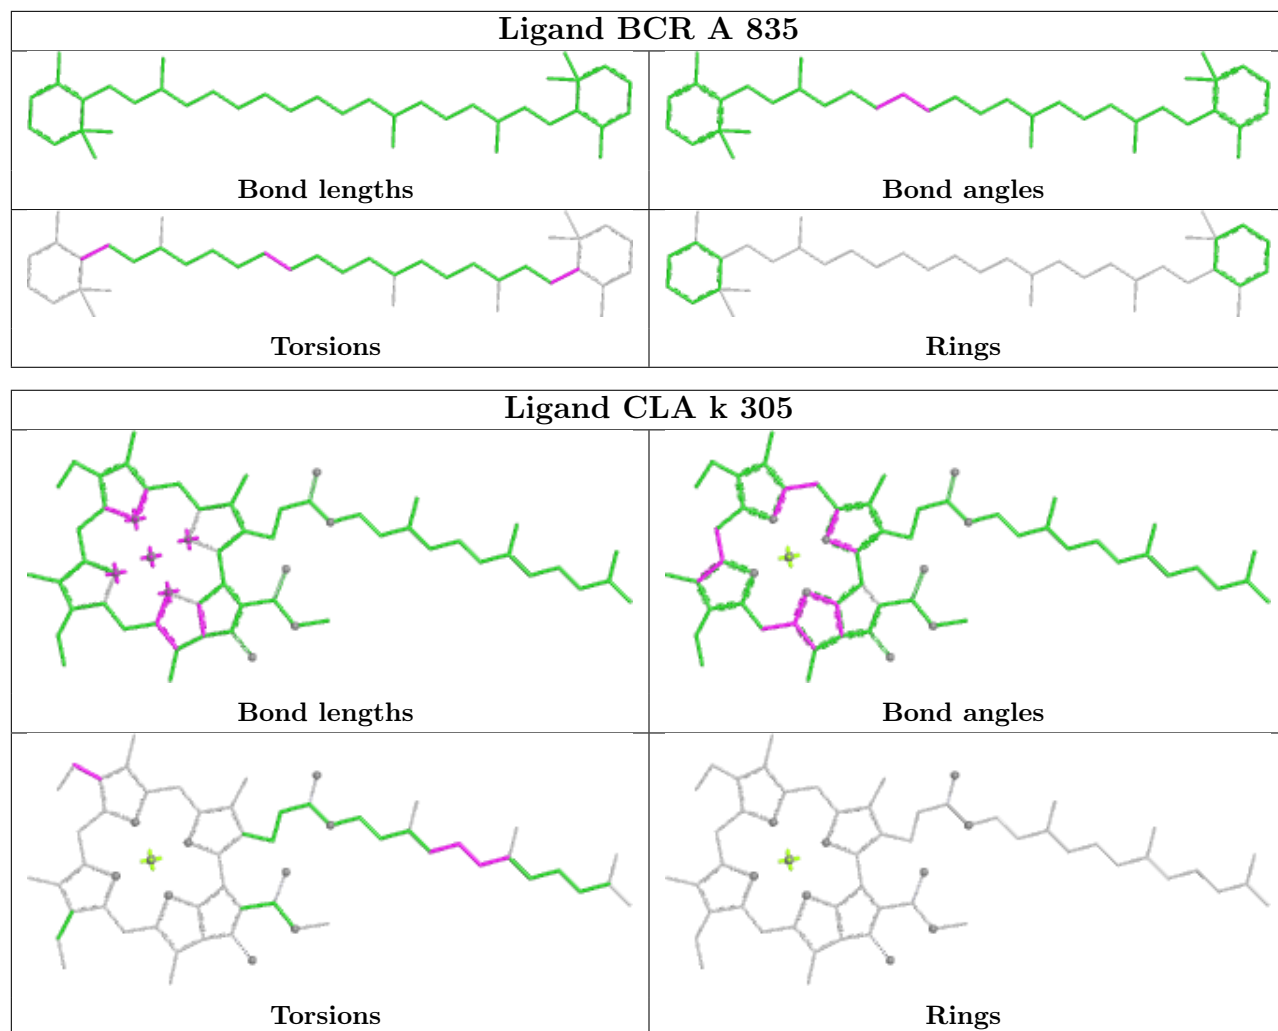 Ligand BCR A 835
Bond lengths
Bond angles
Torsions
Rings
Ligand CLA k 305
Bond lengths
Bond angles
Torsions
Rings